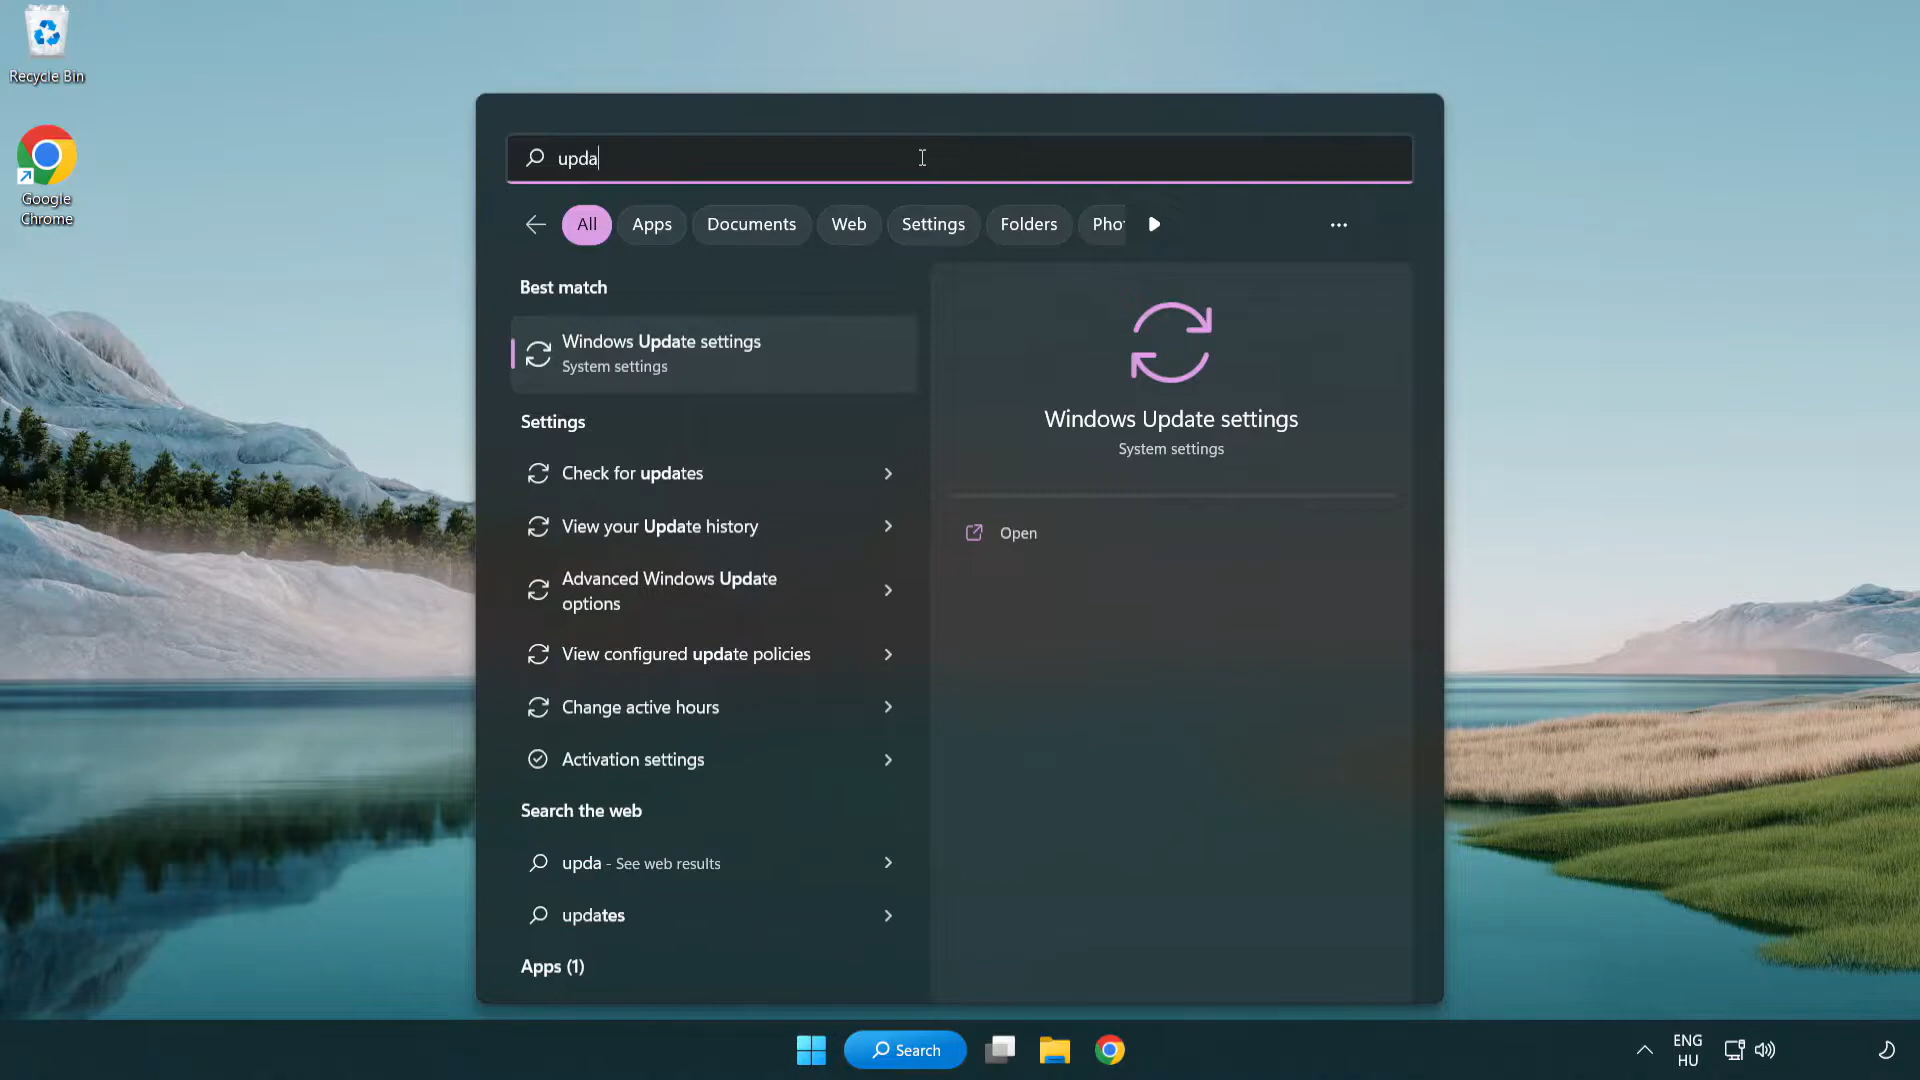 Recycle Bin
Google
Chrome
upda
All
Apps
Documents
Web
Settings
Folders
Pho
Best match
Windows Update settings
System settings
Settings
Check for updates
View your Update history
Advanced Windows Update
options
View configured update policies
Change active hours
Activation settings
Search the web
upda - See web results
updates
Apps (1)
Windows Update settings
System settings
Open
Search
ENG
HU